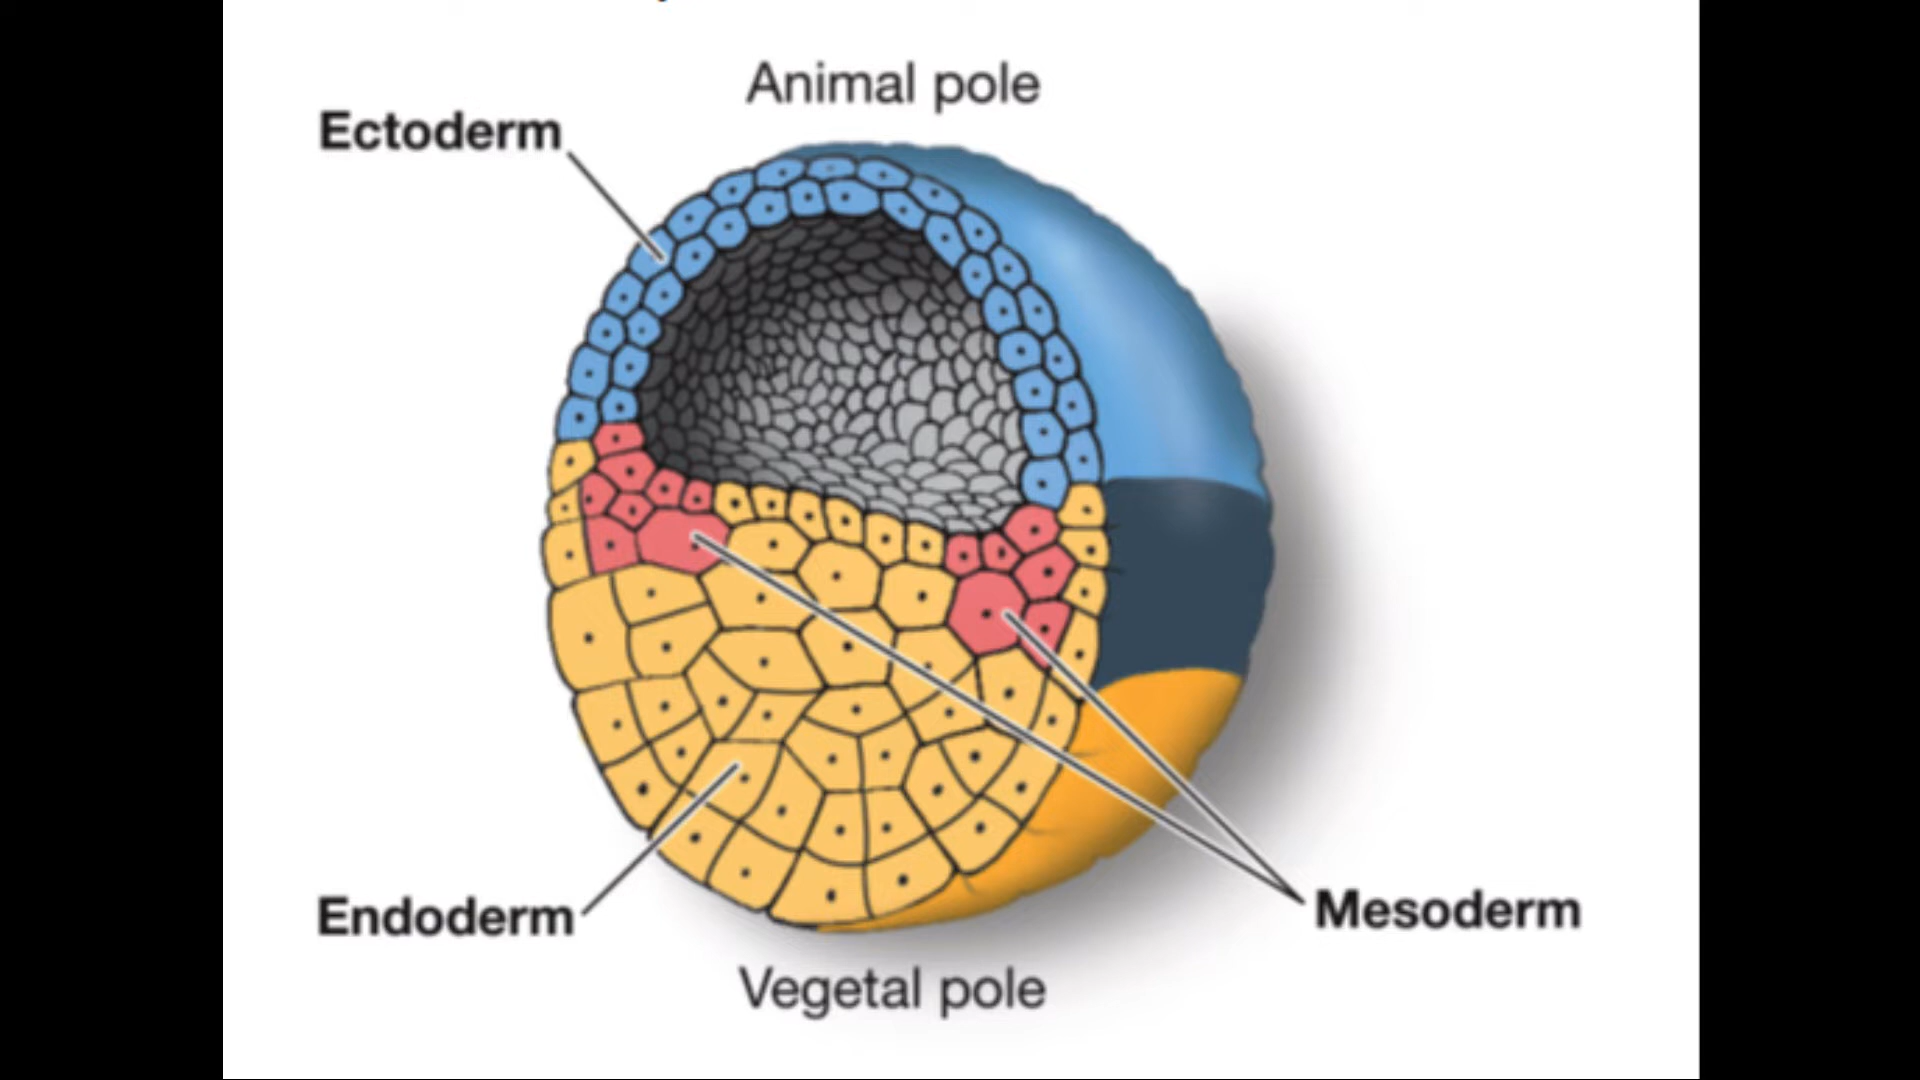 Animal pole
Ectoderm
Endoderm
Mesoderm
Vegetal pole